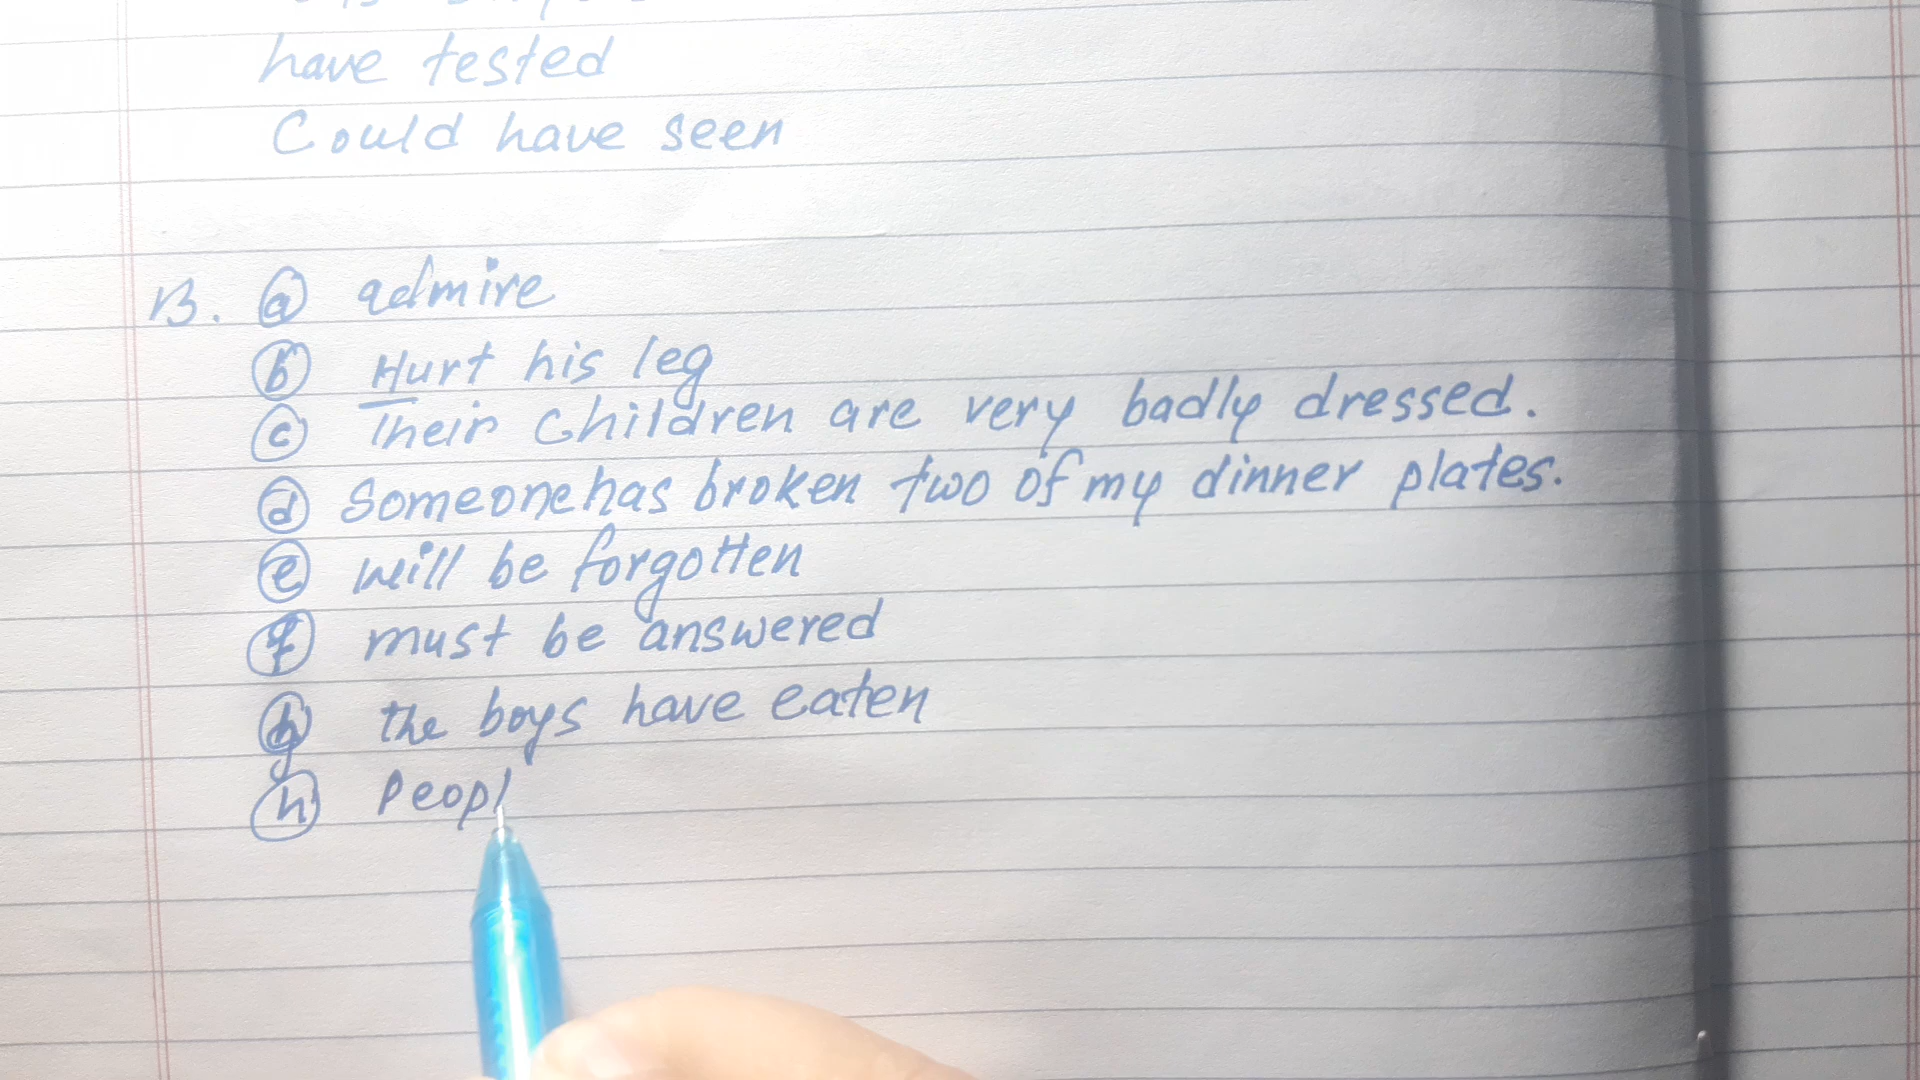 have tested
Could have seen
B. a admire
b Hurt his leg
c Their children are very badly dressed.
d Someone has broken two of my dinner plates.
e will be forgotten
f must be answered
g the boys have eaten
h Peopl